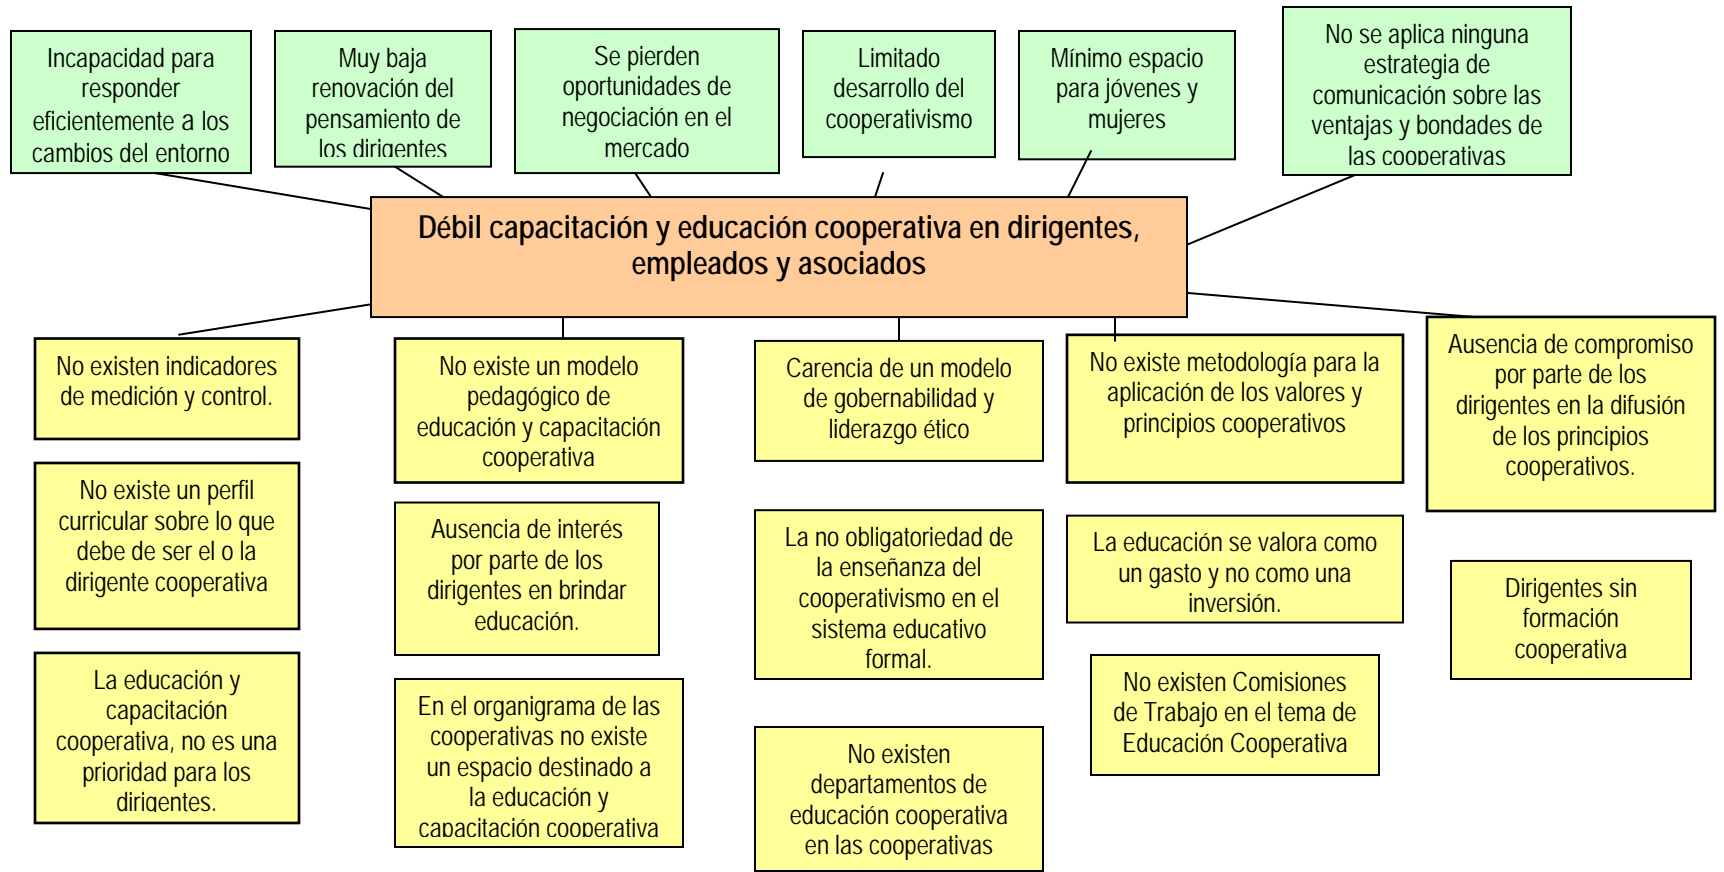 Incapacidad para
responder
eficientemente a los
cambios del entorno
Muy baja
renovación del
pensamiento de
los dirigentes
Se pierden
oportunidades de
negociación en el
mercado
Limitado
desarrollo del
cooperativismo
Mínimo espacio
para jóvenes y
mujeres
No se aplica ninguna
estrategia de
comunicación sobre las
ventajas y bondades de
las cooperativas
Débil capacitación y educación cooperativa en dirigentes,
empleados y asociados
No existen indicadores
de medición y control.
No existe un perfil
curricular sobre lo que
debe de ser el o la
dirigente cooperativa
La educación y
capacitación
cooperativa, no es una
prioridad para los
dirigentes.
No existe un modelo
pedagógico de
educación y capacitación
cooperativa
Ausencia de interés
por parte de los
dirigentes en brindar
educación.
En el organigrama de las
cooperativas no existe
un espacio destinado a
la educación y
capacitación cooperativa
Carencia de un modelo
de gobernabilidad y
liderazgo ético
La no obligatoriedad de
la enseñanza del
cooperativismo en el
sistema educativo
formal.
No existen
departamentos de
educación cooperativa
en las cooperativas
No existe metodología para la
aplicación de los valores y
principios cooperativos
La educación se valora como
un gasto y no como una
inversión.
No existen Comisiones
de Trabajo en el tema de
Educación Cooperativa
Ausencia de compromiso
por parte de los
dirigentes en la difusión
de los principios
cooperativos.
Dirigentes sin
formación
cooperativa